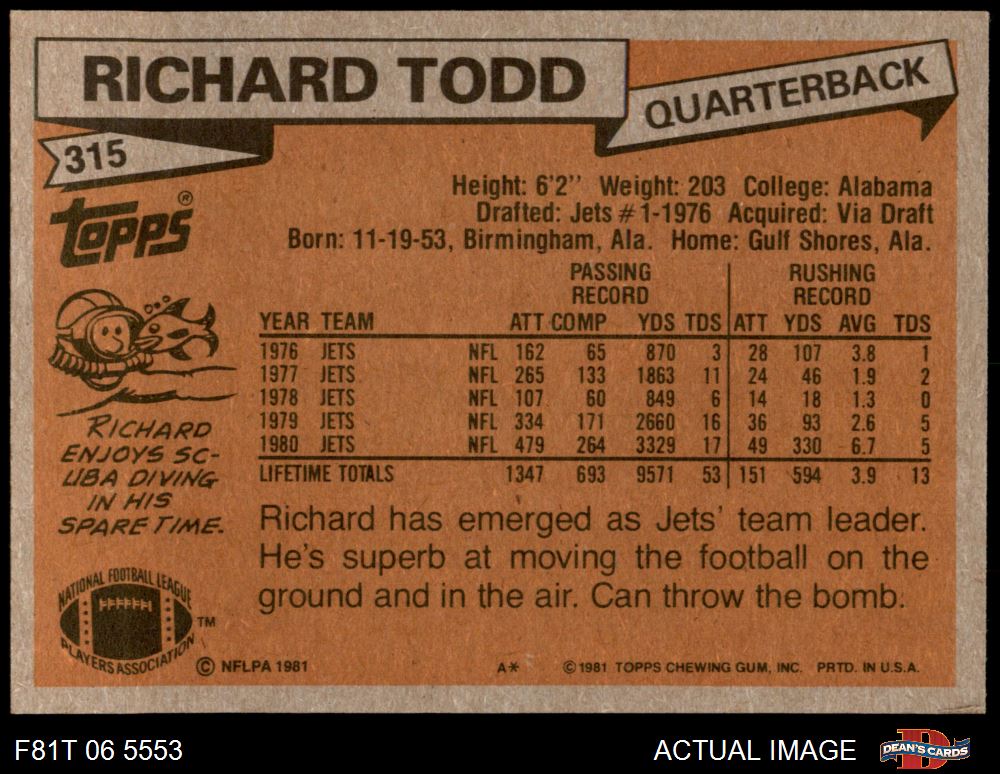 RICHARD TODD
QUARTERBACK
315
Topps®
Height: 6'2'' Weight: 203 College: Alabama
Drafted: Jets #1-1976 Acquired: Via Draft
Born: 11-19-53, Birmingham, Ala. Home: Gulf Shores, Ala.
PASSING RECORD RUSHING RECORD
YEAR TEAM ATT COMP YDS TDS ATT YDS AVG TDS
1976 JETS NFL 162 65 870 3 28 107 3.8 1
1977 JETS NFL 265 133 1863 11 24 46 1.9 2
1978 JETS NFL 107 60 849 6 14 18 1.3 0
1979 JETS NFL 334 171 2660 16 36 93 2.6 5
1980 JETS NFL 479 264 3329 17 49 330 6.7 5
LIFETIME TOTALS 1347 693 9571 53 151 594 3.9 13
RICHARD
ENJOYS SC-
UBA DIVING
IN HIS
SPARE TIME.
Richard has emerged as Jets' team leader.
He's superb at moving the football on the
ground and in the air. Can throw the bomb.
NATIONAL FOOTBALL LEAGUE
PLAYERS ASSOCIATION
TM
© NFLPA 1981 A* © 1981 TOPPS CHEWING GUM, INC. PRTD. IN U.S.A.
F81T 06 5553 ACTUAL IMAGE DEAN'S CARDS